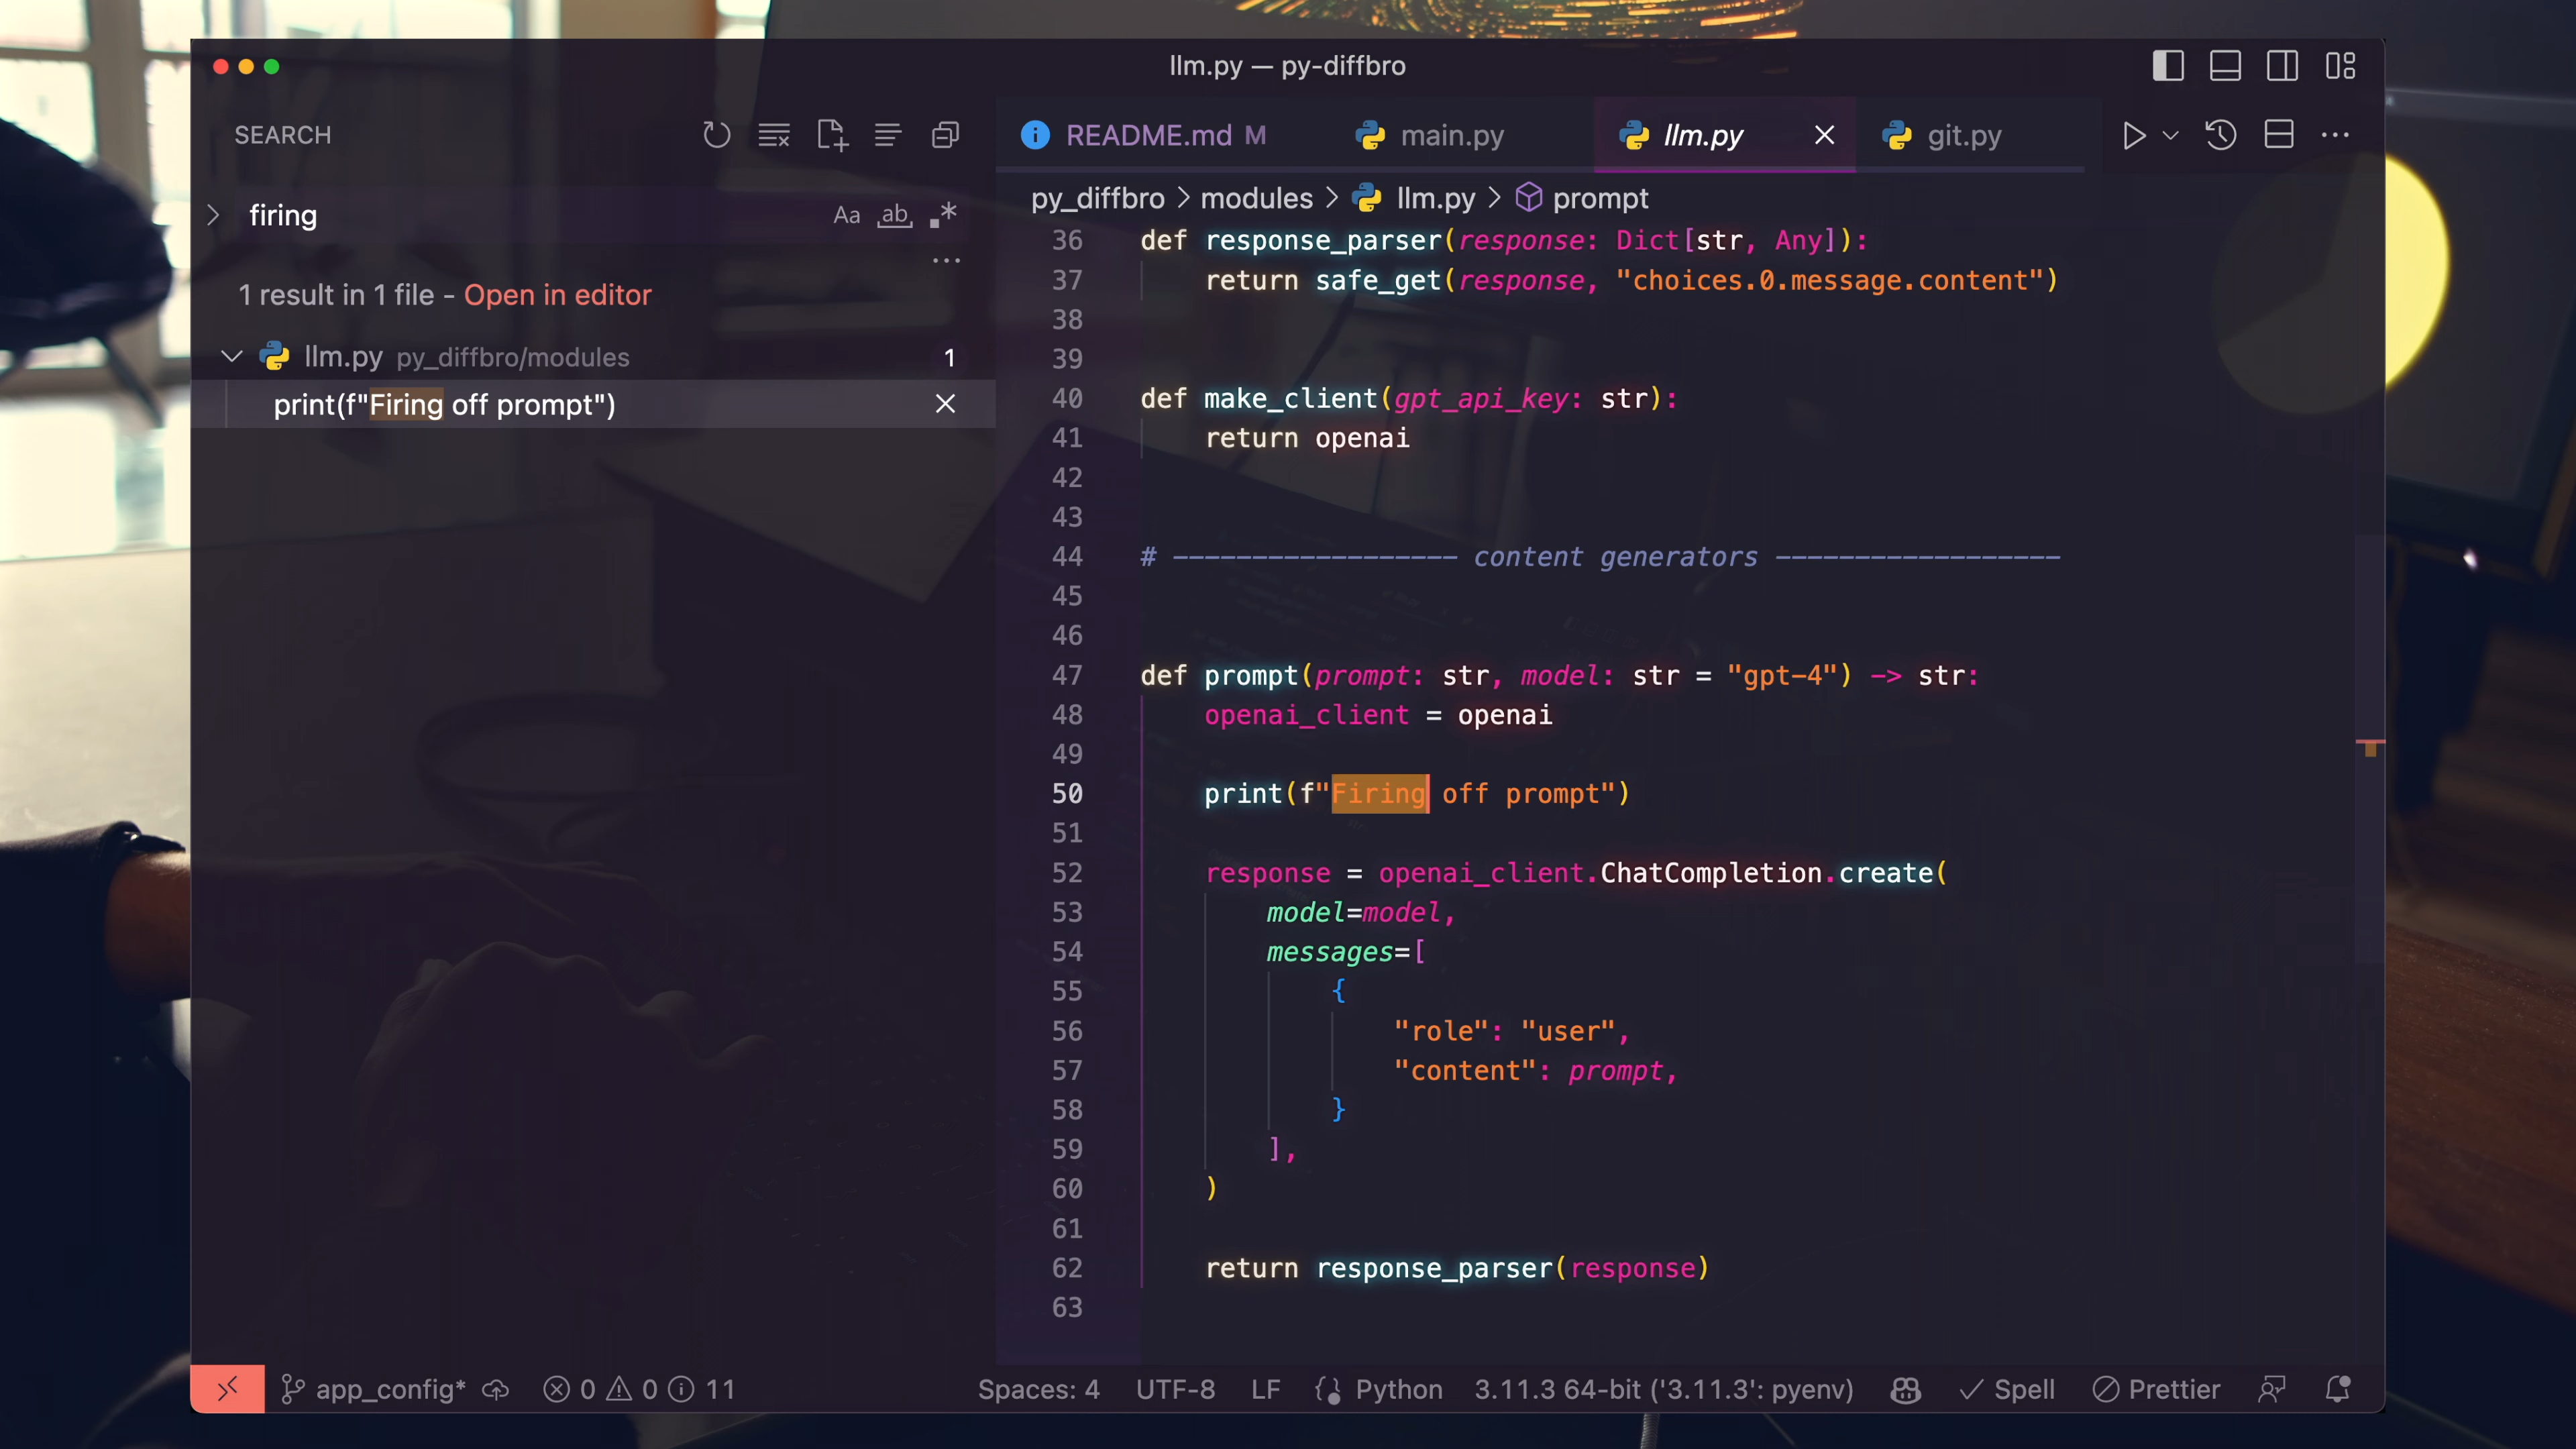 llm.py — py-diffbro
SEARCH
firing
Aa ab .*
1 result in 1 file - Open in editor
llm.py py_diffbro/modules 1
print(f"Firing off prompt")
README.md M main.py llm.py git.py
py_diffbro > modules > llm.py > prompt
36 def response_parser(response: Dict[str, Any]):
37 return safe_get(response, "choices.0.message.content")
38
39
40 def make_client(gpt_api_key: str):
41 return openai
42
43
44 # ------------------ content generators ------------------
45
46
47 def prompt(prompt: str, model: str = "gpt-4") -> str:
48 openai_client = openai
49
50 print(f"Firing off prompt")
51
52 response = openai_client.ChatCompletion.create(
53 model=model,
54 messages=[
55 {
56 "role": "user",
57 "content": prompt,
58 }
59 ],
60 )
61
62 return response_parser(response)
63
app_config* 0 0 11 Spaces: 4 UTF-8 LF Python 3.11.3 64-bit ('3.11.3': pyenv) Spell Prettier